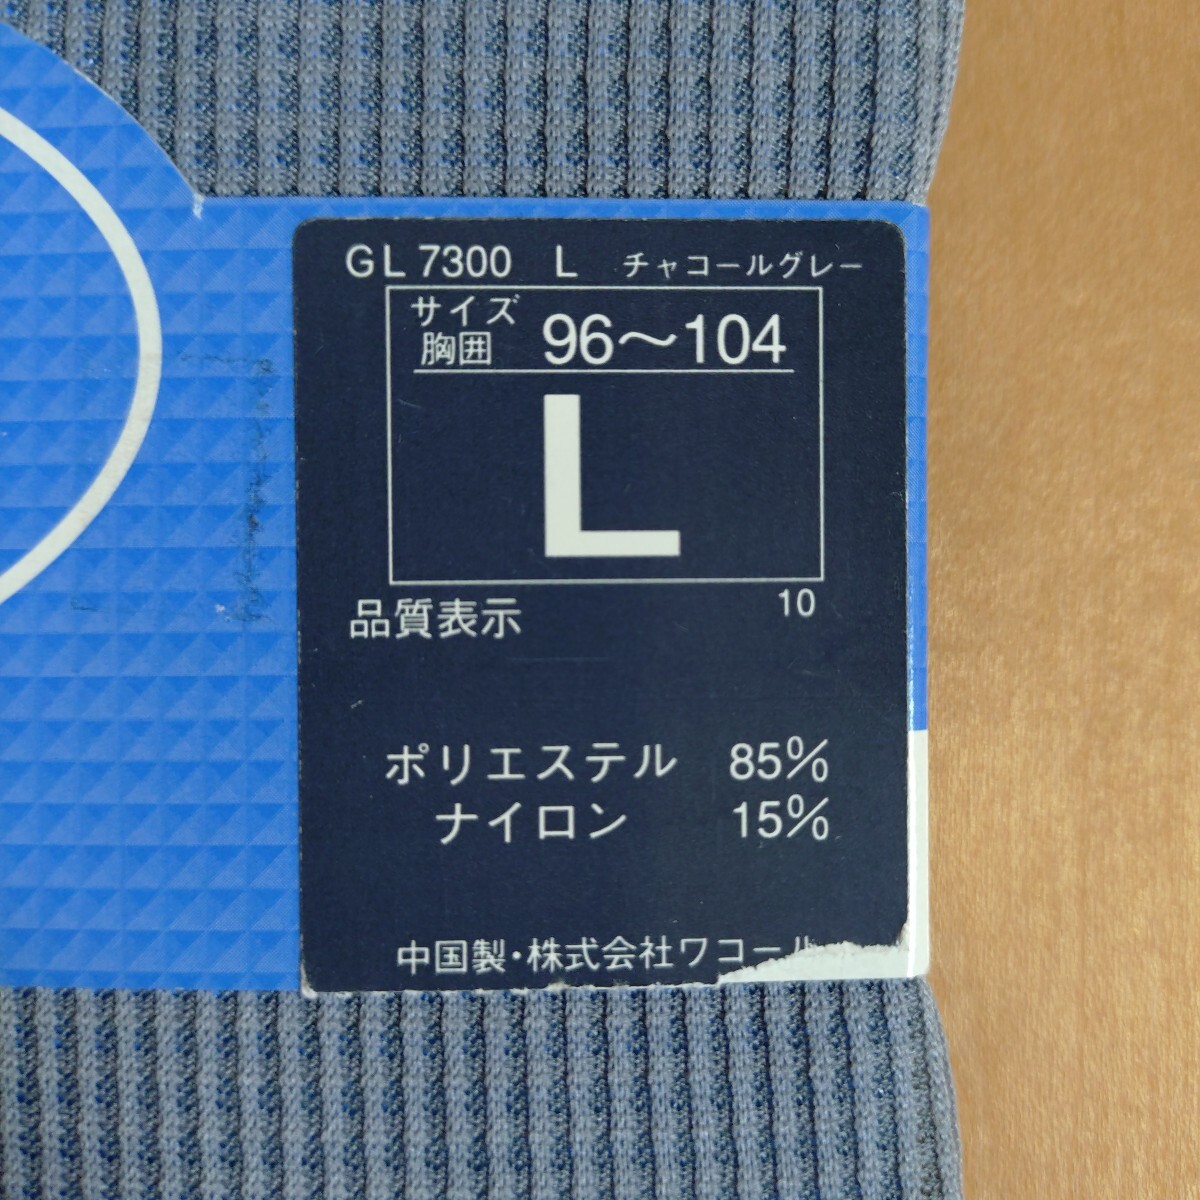 GL 7300 L チャコールグレー
サイズ
胸囲 96～104
L
10
品質表示
ポリエステル 85%
ナイロン 15%
中国製・株式会社ワコール